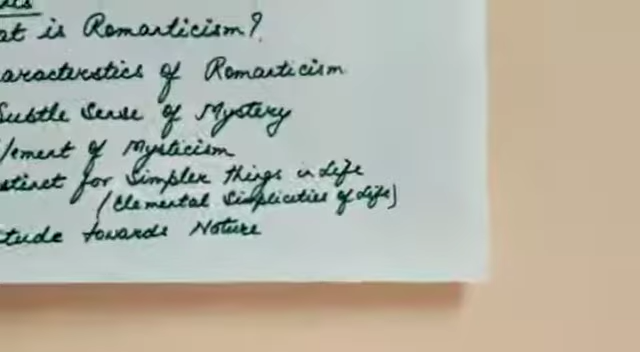 at is Romanticism?
aracterstics of Romanticism
Subtle Sense of Mystery
lement of Mysticism
stinct for Simpler things in Life
(Elemental Simplicities of Life)
tude towards Nature